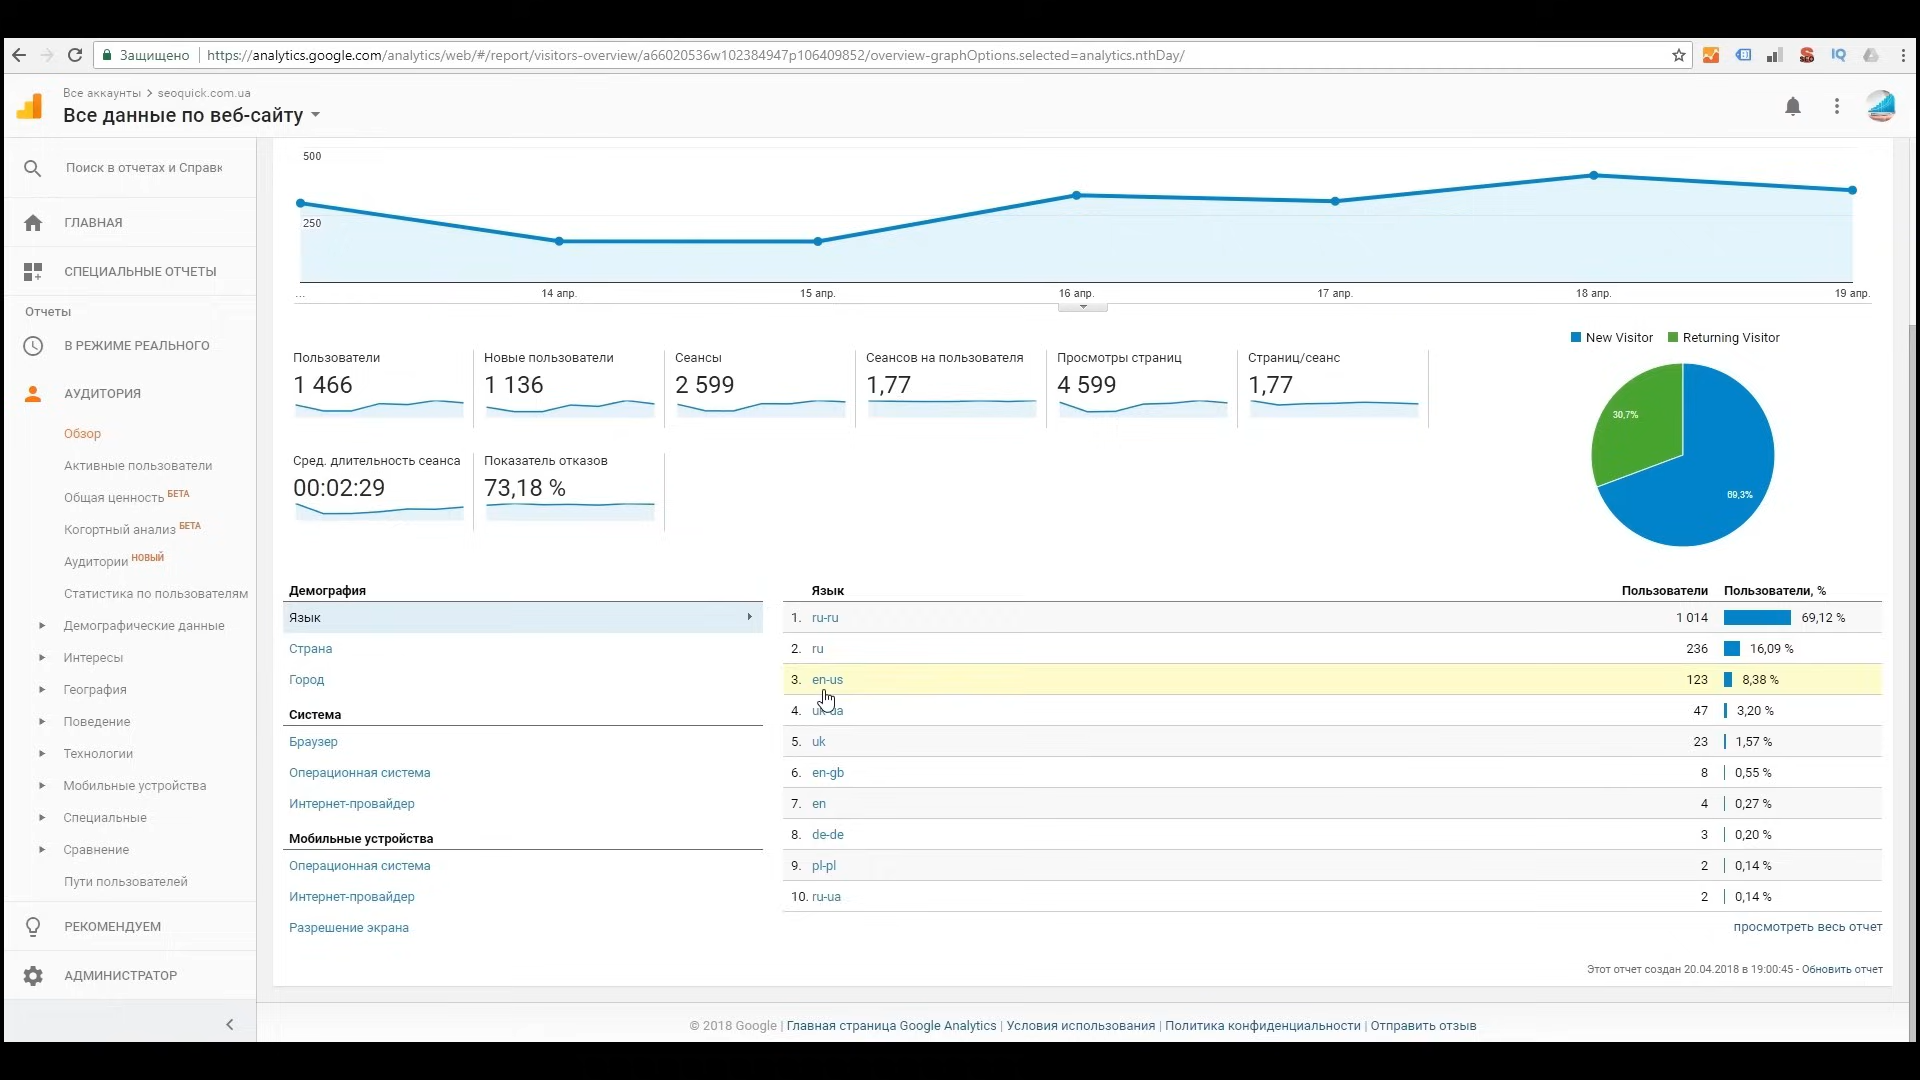 Защищено https://analytics.google.com/analytics/web/#/report/visitors-overview/a66020536w102384947p106409852/overview-graphOptions.selected=analytics.nthDay/
SEO IQ
Все аккаунты > seoquick.com.ua
Все данные по веб-сайту
Поиск в отчетах и Справк
ГЛАВНАЯ
СПЕЦИАЛЬНЫЕ ОТЧЕТЫ
Отчеты
В РЕЖИМЕ РЕАЛЬНОГО
АУДИТОРИЯ
Обзор
Активные пользователи
Общая ценность БЕТА
Когортный анализ БЕТА
Аудитории НОВЫЙ
Статистика по пользователям
Демографические данные
Интересы
География
Поведение
Технологии
Мобильные устройства
Специальные
Сравнение
Пути пользователей
РЕКОМЕНДУЕМ
АДМИНИСТРАТОР
500
250
... 14 апр. 15 апр. 16 апр. 17 апр. 18 апр. 19 апр.
New Visitor Returning Visitor
30,7%
69,3%
Пользователи Новые пользователи Сеансы Сеансов на пользователя Просмотры страниц Страниц/сеанс
1 466 1 136 2 599 1,77 4 599 1,77
Сред. длительность сеанса Показатель отказов
00:02:29 73,18 %
Демография
Язык
Страна
Город
Система
Браузер
Операционная система
Интернет-провайдер
Мобильные устройства
Операционная система
Интернет-провайдер
Разрешение экрана
Язык Пользователи Пользователи, %
1. ru-ru 1 014 69,12 %
2. ru 236 16,09 %
3. en-us 123 8,38 %
4. uk-ua 47 3,20 %
5. uk 23 1,57 %
6. en-gb 8 0,55 %
7. en 4 0,27 %
8. de-de 3 0,20 %
9. pl-pl 2 0,14 %
10. ru-ua 2 0,14 %
просмотреть весь отчет
Этот отчет создан 20.04.2018 в 19:00:45 - Обновить отчет
© 2018 Google | Главная страница Google Analytics | Условия использования | Политика конфиденциальности | Отправить отзыв